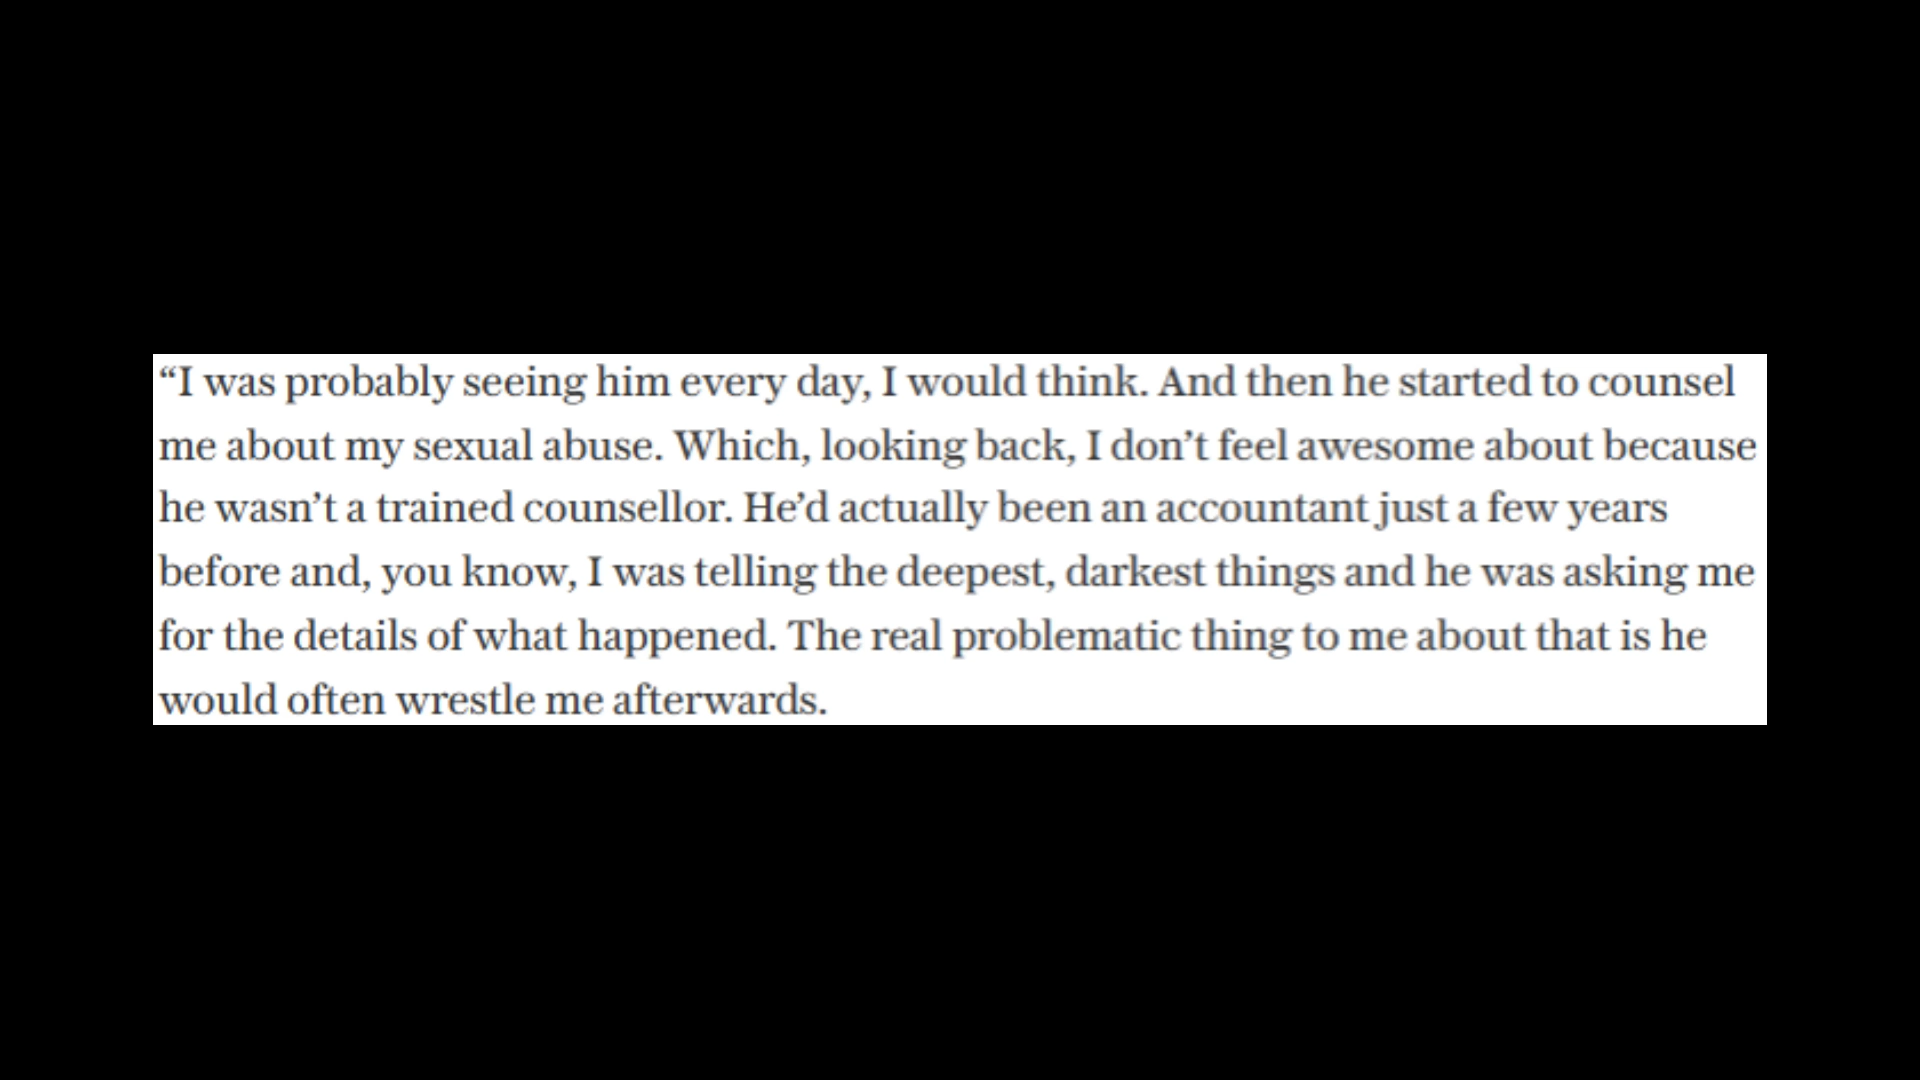 “I was probably seeing him every day, I would think. And then he started to counsel
me about my sexual abuse. Which, looking back, I don’t feel awesome about because
he wasn’t a trained counsellor. He’d actually been an accountant just a few years
before and, you know, I was telling the deepest, darkest things and he was asking me
for the details of what happened. The real problematic thing to me about that is he
would often wrestle me afterwards.